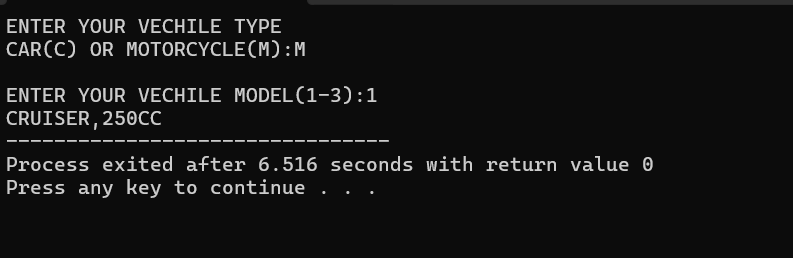 ENTER YOUR VECHILE TYPE
CAR(C) OR MOTORCYCLE(M):M
ENTER YOUR VECHILE MODEL(1-3):1
CRUISER,250CC
--------------------------------
Process exited after 6.516 seconds with return value 0
Press any key to continue . . .